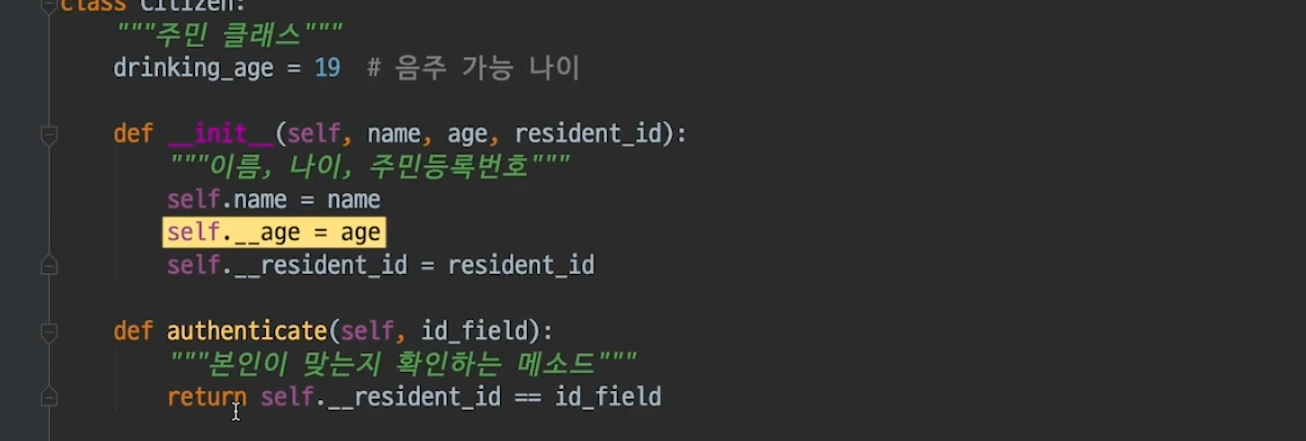 class Citizen:
"""주민 클래스"""
drinking_age = 19 # 음주 가능 나이
def __init__(self, name, age, resident_id):
"""이름, 나이, 주민등록번호"""
self.name = name
self.__age = age
self.__resident_id = resident_id
def authenticate(self, id_field):
"""본인이 맞는지 확인하는 메소드"""
return self.__resident_id == id_field